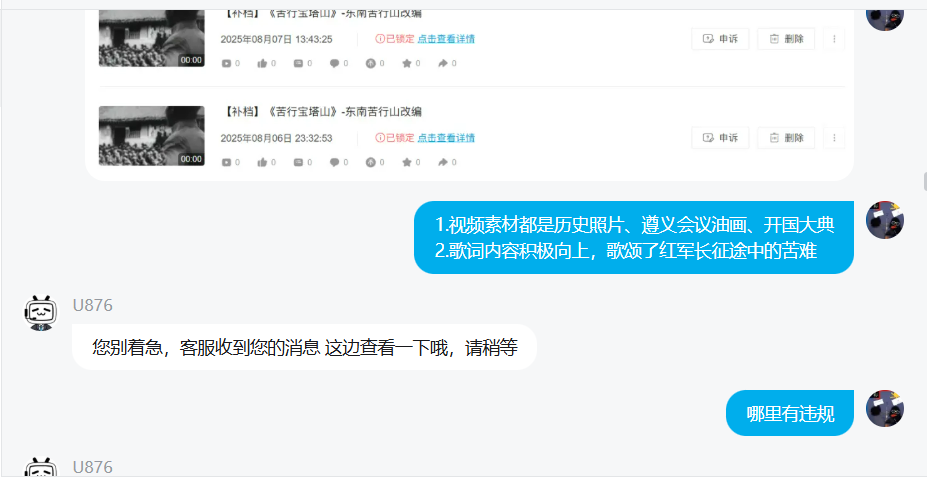 【补档】《苦行宝塔山》-东南苦行山改编
2025年08月07日 13:43:25
已锁定 点击查看详情
申诉
删除
00:00
0 0 0 0 0 0 0
【补档】《苦行宝塔山》-东南苦行山改编
2025年08月06日 23:32:53
已锁定 点击查看详情
申诉
删除
00:00
0 0 0 0 0 0 0
1.视频素材都是历史照片、遵义会议油画、开国大典
2.歌词内容积极向上，歌颂了红军长征途中的苦难
U876
您别着急，客服收到您的消息 这边查看一下哦，请稍等
哪里有违规
U876